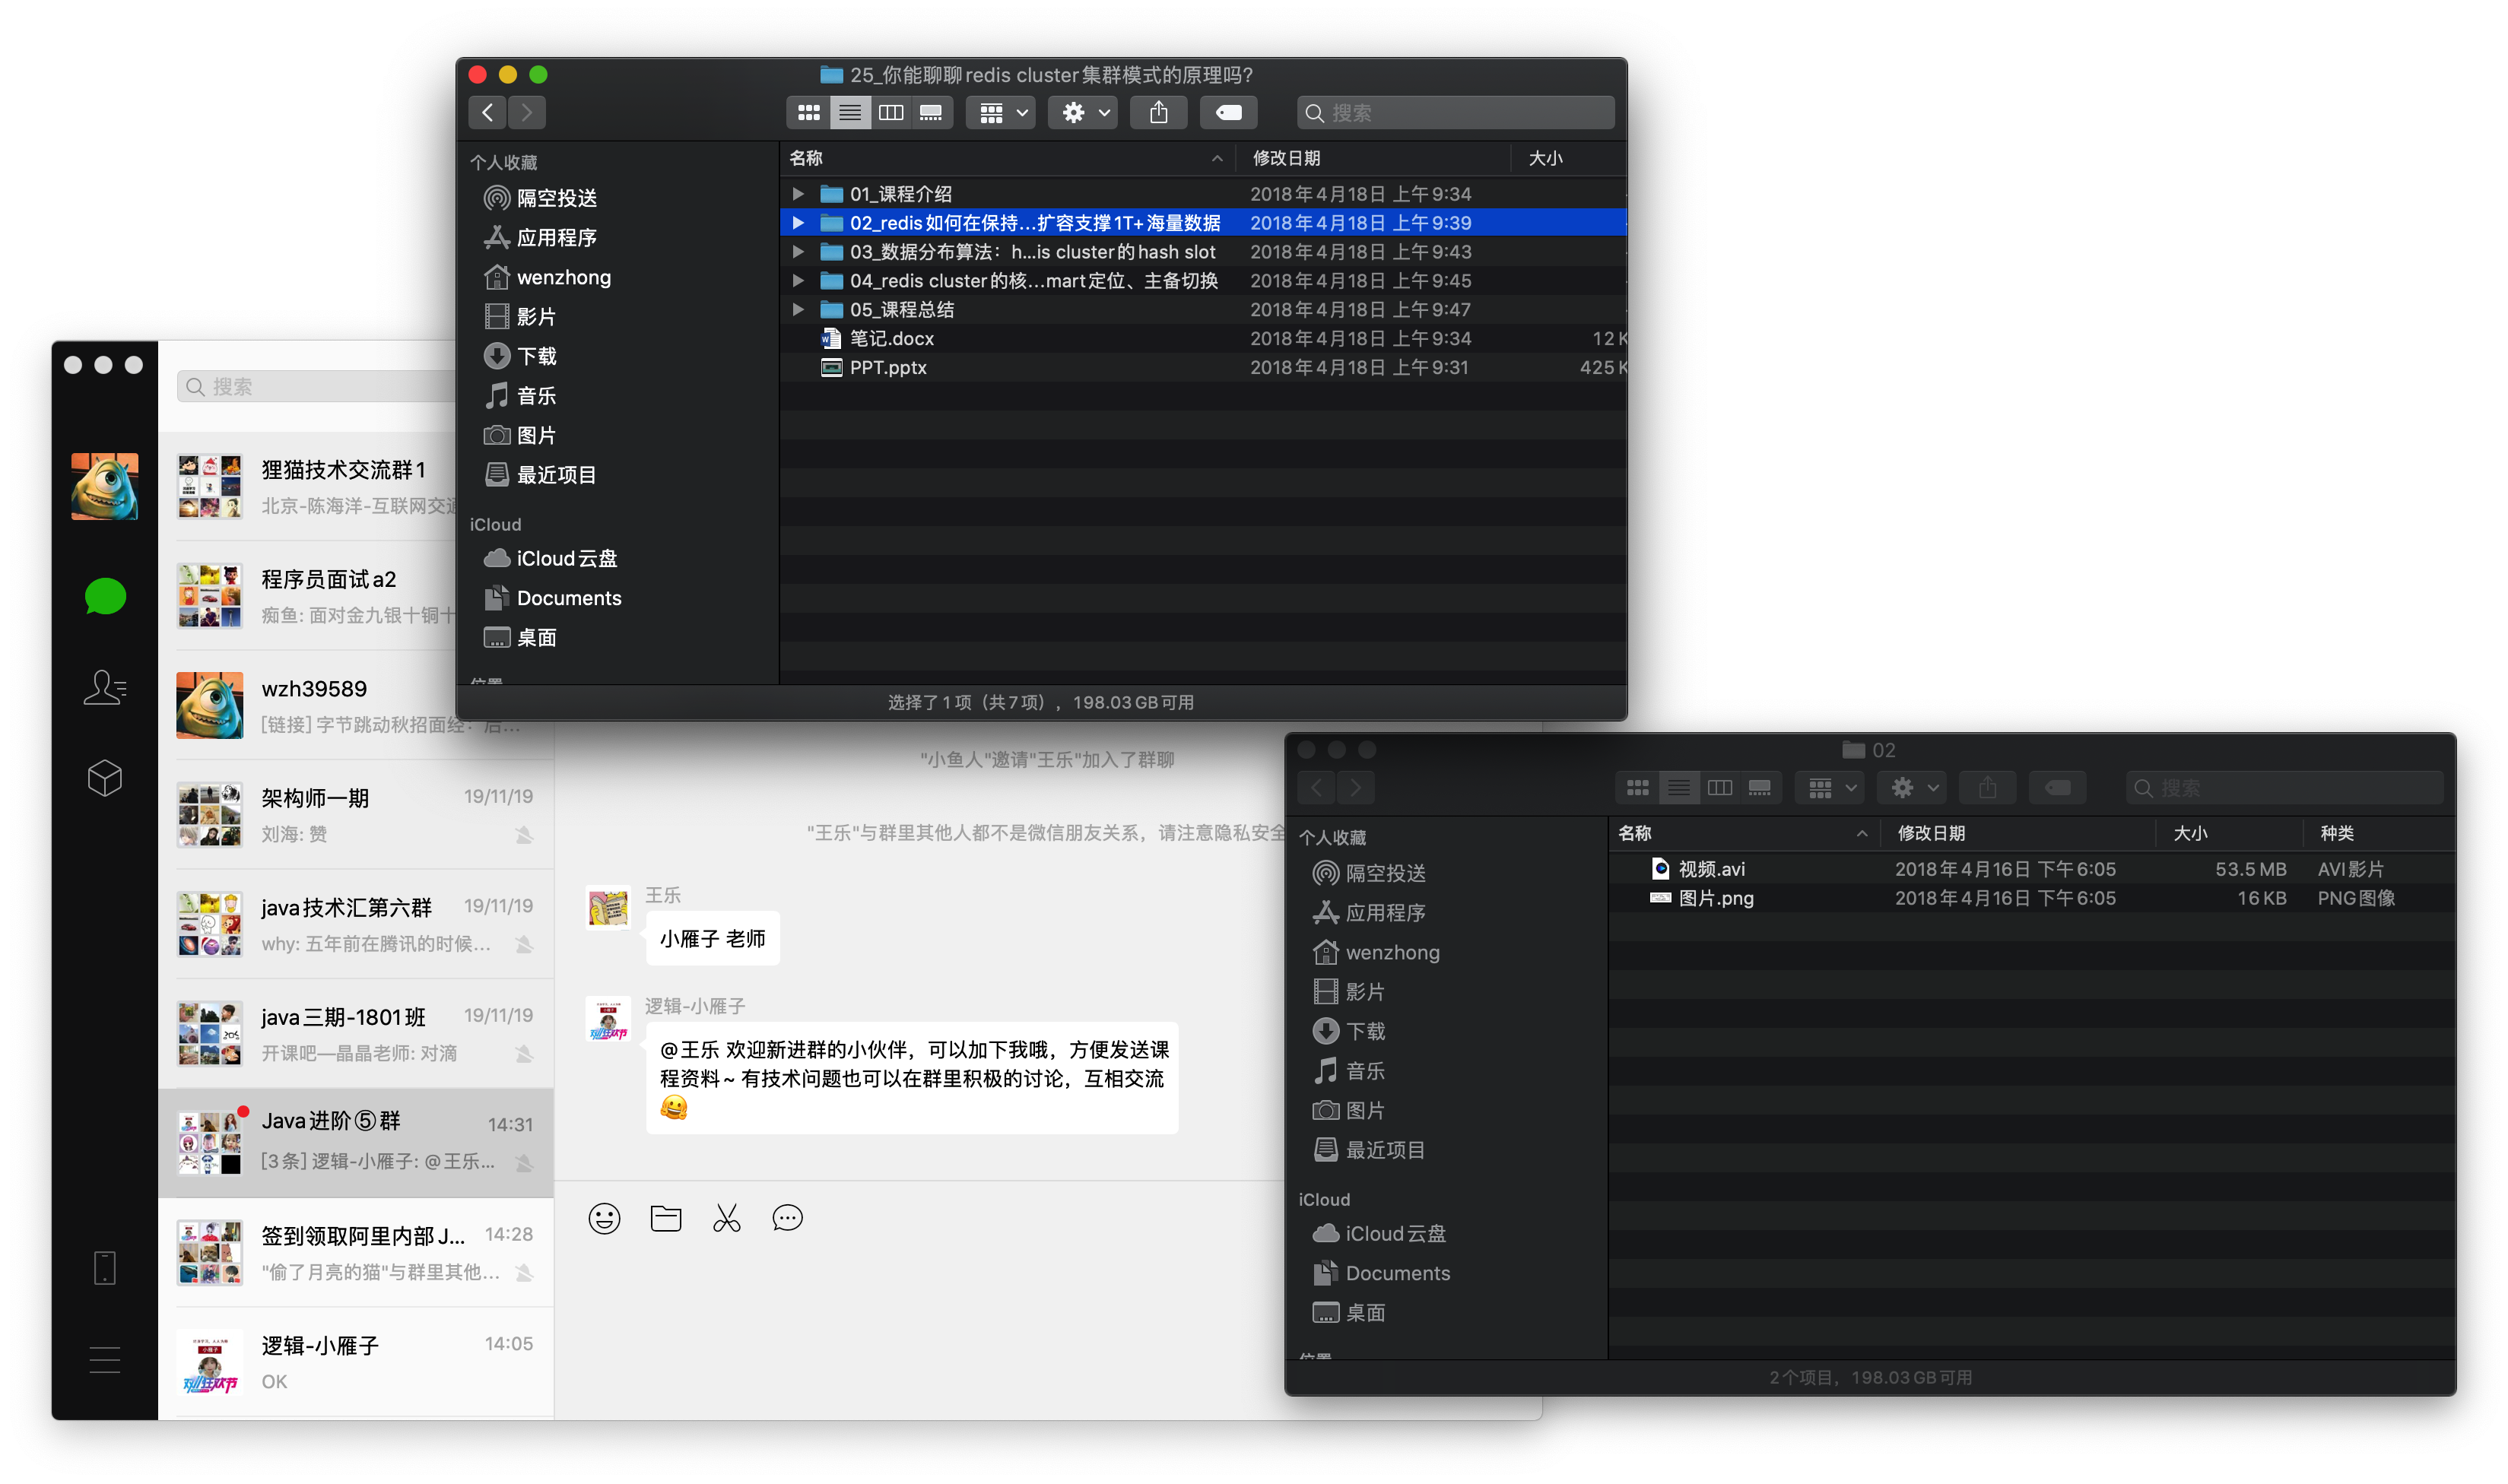 25_你能聊聊redis cluster集群模式的原理吗?
搜索
个人收藏
隔空投送
应用程序
wenzhong
影片
下载
音乐
图片
最近项目
iCloud
iCloud云盘
Documents
桌面
位置
名称 修改日期 大小
01_课程介绍 2018年4月18日 上午9:34
02_redis如何在保持...扩容支撑1T+海量数据 2018年4月18日 上午9:39
03_数据分布算法：h...is cluster的hash slot 2018年4月18日 上午9:43
04_redis cluster的核...mart定位、主备切换 2018年4月18日 上午9:45
05_课程总结 2018年4月18日 上午9:47
笔记.docx 2018年4月18日 上午9:34 12 K
PPT.pptx 2018年4月18日 上午9:31 425 K
选择了1项（共7项），198.03 GB可用
搜索
狸猫技术交流群1
北京-陈海洋-互联网交
程序员面试a2
痴鱼: 面对金九银十铜十
wzh39589
[链接] 字节跳动秋招面经：后...
架构师一期 19/11/19
刘海: 赞
java技术汇第六群 19/11/19
why: 五年前在腾讯的时候...
java三期-1801班 19/11/19
开课吧—晶晶老师: 对滴
Java进阶⑤群 14:31
[3条] 逻辑-小雁子: @王乐...
签到领取阿里内部J... 14:28
"偷了月亮的猫"与群里其他...
逻辑-小雁子 14:05
OK
"小鱼人"邀请"王乐"加入了群聊
"王乐"与群里其他人都不是微信朋友关系，请注意隐私安全
王乐
小雁子 老师
逻辑-小雁子
@王乐 欢迎新进群的小伙伴，可以加下我哦，方便发送课
程资料~ 有技术问题也可以在群里积极的讨论，互相交流
02
搜索
个人收藏
隔空投送
应用程序
wenzhong
影片
下载
音乐
图片
最近项目
iCloud
iCloud云盘
Documents
桌面
位置
名称 修改日期 大小 种类
视频.avi 2018年4月16日 下午6:05 53.5 MB AVI影片
图片.png 2018年4月16日 下午6:05 16 KB PNG图像
2个项目，198.03 GB可用